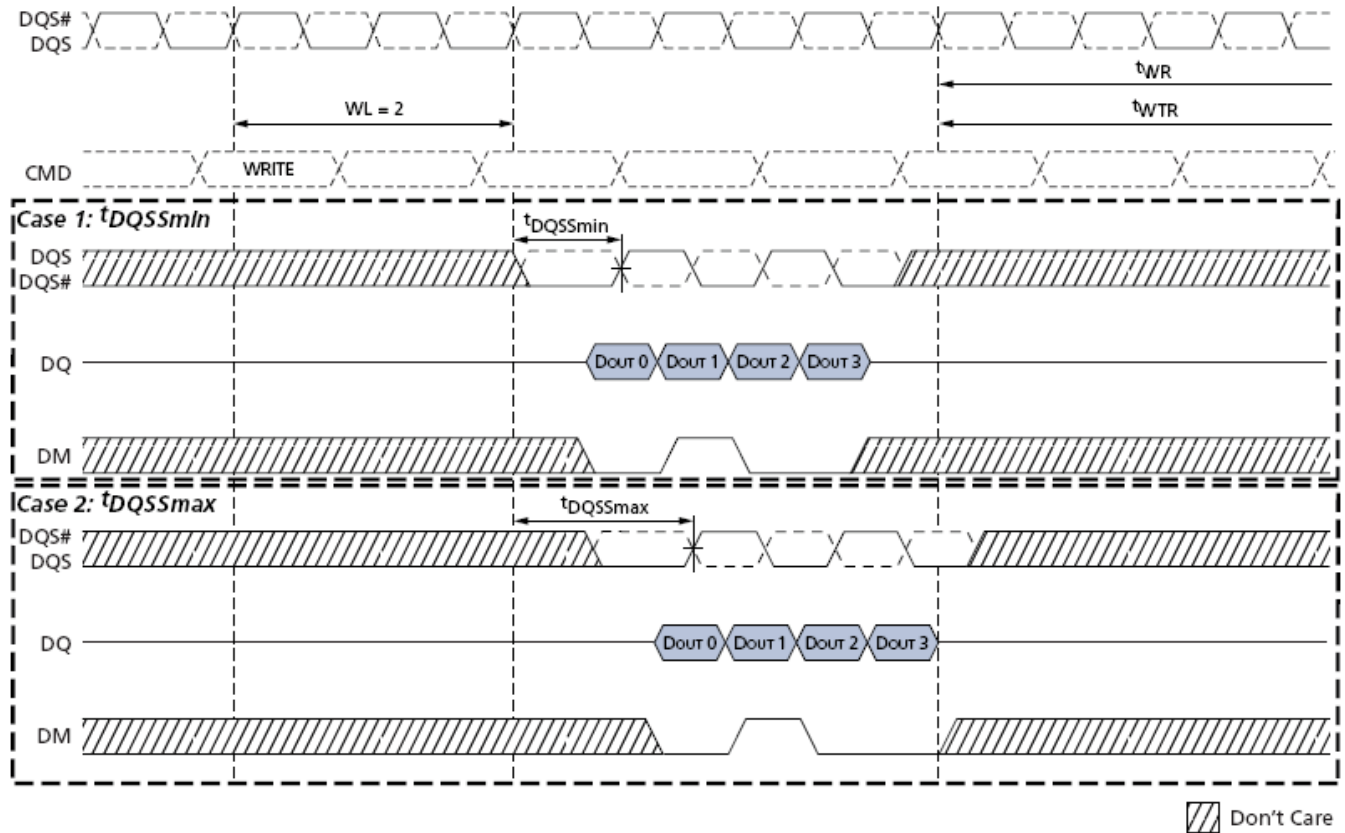 DQS#
DQS
tWR
WL = 2
tWTR
CMD
WRITE
Case 1: tDQSSmin
tDQSSmin
DQS
DQS#
DQ
DOUT 0 DOUT 1 DOUT 2 DOUT 3
DM
Case 2: tDQSSmax
tDQSSmax
DQS#
DQS
DQ
DOUT 0 DOUT 1 DOUT 2 DOUT 3
DM
Don't Care